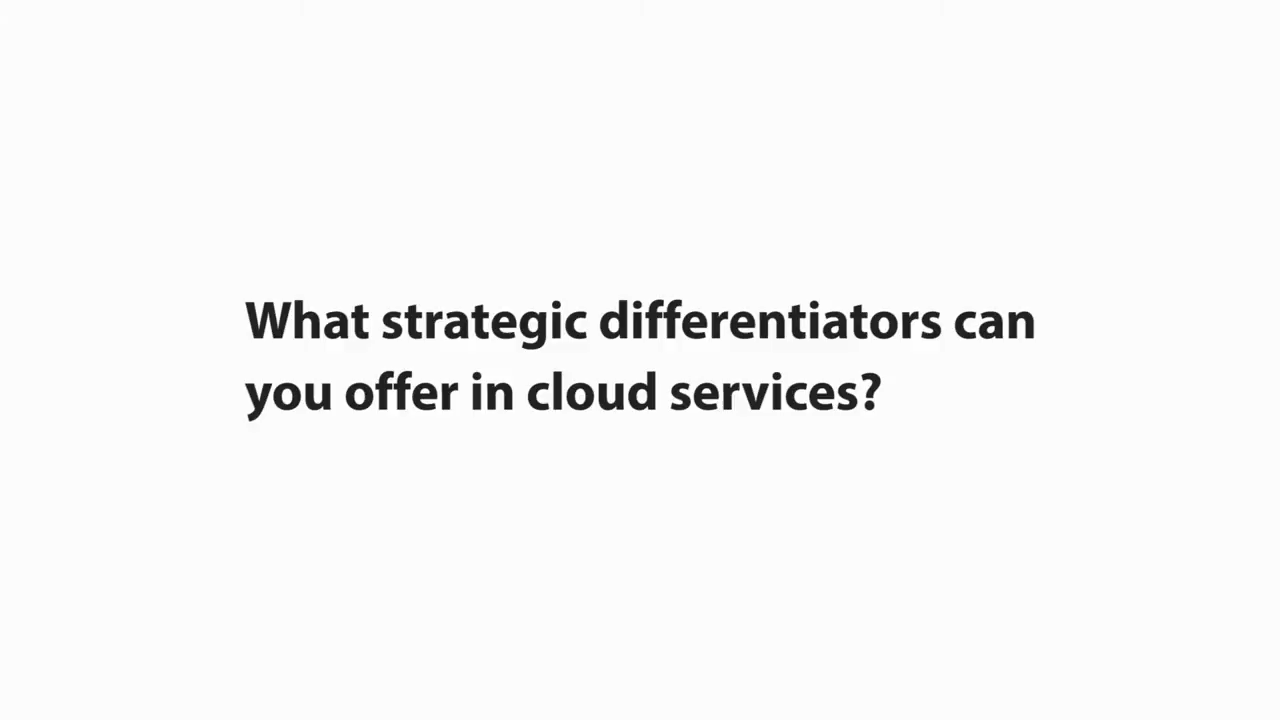 What strategic differentiators can
you offer in cloud services?